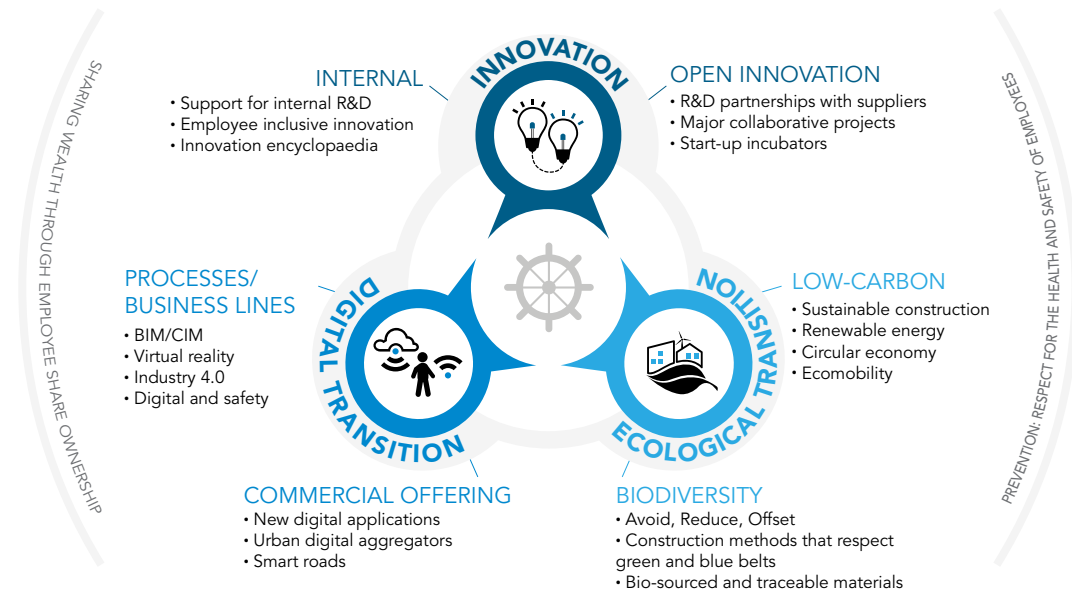 SHARING WEALTH THROUGH EMPLOYEE SHARE OWNERSHIP
INNOVATION
INTERNAL
• Support for internal R&D
• Employee inclusive innovation
• Innovation encyclopaedia
OPEN INNOVATION
• R&D partnerships with suppliers
• Major collaborative projects
• Start-up incubators
PREVENTION: RESPECT FOR THE HEALTH AND SAFETY OF EMPLOYEES
DIGITAL TRANSITION
PROCESSES/
BUSINESS LINES
• BIM/CIM
• Virtual reality
• Industry 4.0
• Digital and safety
ECOLOGICAL TRANSITION
LOW-CARBON
• Sustainable construction
• Renewable energy
• Circular economy
• Ecomobility
COMMERCIAL OFFERING
• New digital applications
• Urban digital aggregators
• Smart roads
BIODIVERSITY
• Avoid, Reduce, Offset
• Construction methods that respect
green and blue belts
• Bio-sourced and traceable materials